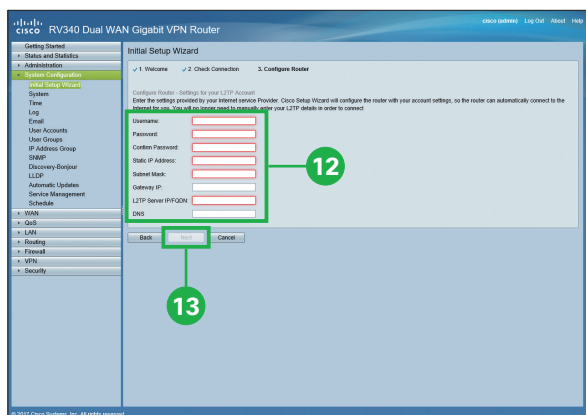 cisco RV340 Dual WAN Gigabit VPN Router
cisco (admin) Log Out About Help
Getting Started
Status and Statistics
Administration
System Configuration
Initial Setup Wizard
System
Time
Log
Email
User Accounts
User Groups
IP Address Group
SNMP
Discovery-Bonjour
LLDP
Automatic Updates
Service Management
Schedule
WAN
QoS
LAN
Routing
Firewall
VPN
Security
Initial Setup Wizard
1. Welcome 2. Check Connection 3. Configure Router
Configure Router - Settings for your L2TP Account
Enter the settings provided by your Internet service Provider. Cisco Setup Wizard will configure the router with your account settings, so the router can automatically connect to the
Internet for you. You will no longer need to manually enter your L2TP details in order to connect
Username:
Password:
Confirm Password:
Static IP Address:
Subnet Mask:
Gateway IP:
L2TP Server IP/FQDN:
DNS
12
Back Next Cancel
13
© 2017 Cisco Systems, Inc. All rights reserved.